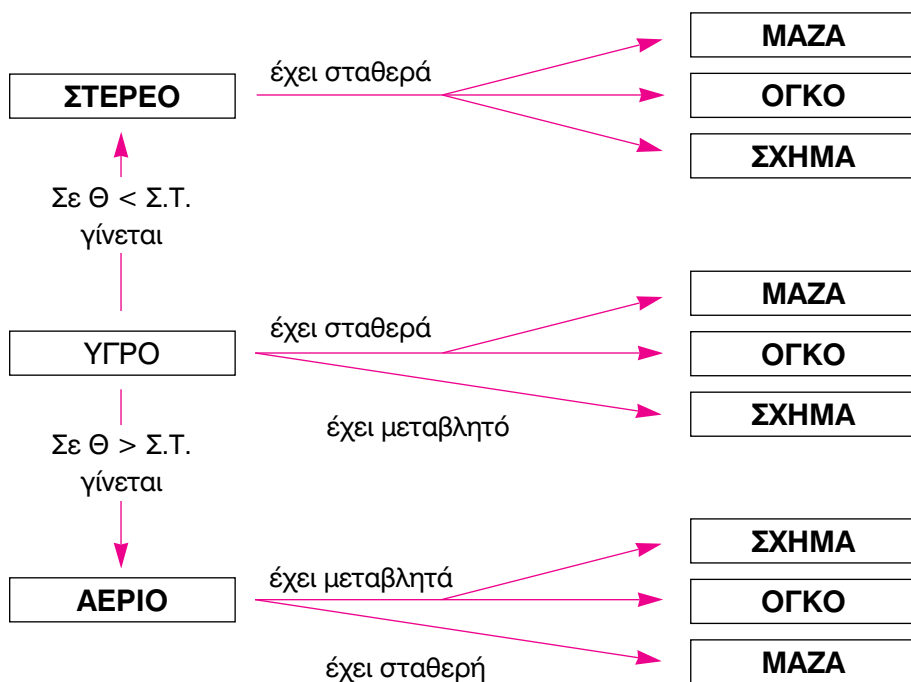 ΜΑΖΑ
έχει σταθερά
ΣΤΕΡΕΟ
ΟΓΚΟ
ΣΧΗΜΑ
Σε Θ < Σ.Τ.
γίνεται
ΜΑΖΑ
έχει σταθερά
ΥΓΡΟ
ΟΓΚΟ
ΣΧΗΜΑ
έχει μεταβλητό
Σε Θ > Σ.Τ.
γίνεται
ΣΧΗΜΑ
έχει μεταβλητά
ΑΕΡΙΟ
ΟΓΚΟ
ΜΑΖΑ
έχει σταθερή